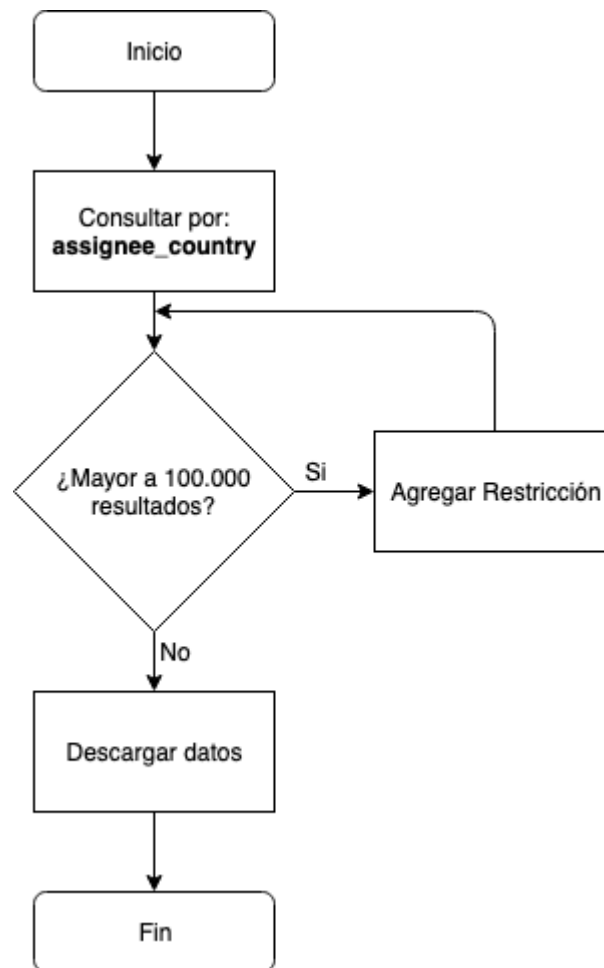 Inicio
Consultar por:
assignee_country
¿Mayor a 100.000
resultados?
Si
Agregar Restricción
No
Descargar datos
Fin